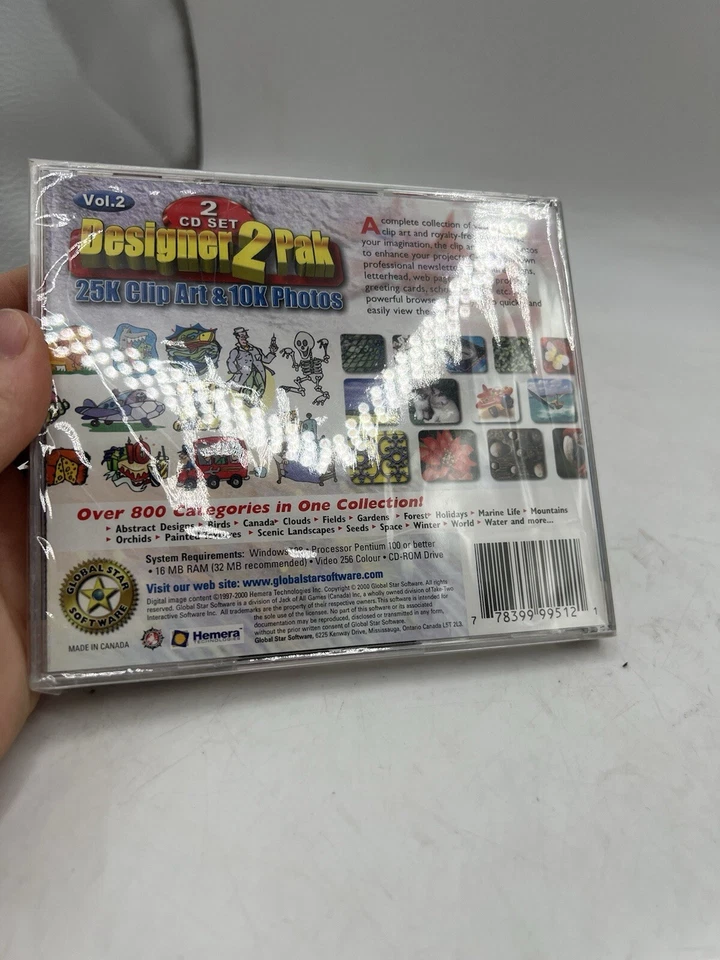 Vol.2
2
CD SET
Designer 2 Pak
25K Clip Art & 10K Photos
A complete collection of
clip art and royalty-free
your imagination, the clip art
to enhance your projects
professional newsletters
letterhead, web pages
greeting cards, etc.
powerful browser quickly and
easily view the
Over 800 Categories in One Collection!
‣ Abstract Designs ‣ Birds ‣ Canada ‣ Clouds ‣ Fields ‣ Gardens ‣ Forest ‣ Holidays ‣ Marine Life ‣ Mountains
‣ Orchids ‣ Painted Textures ‣ Scenic Landscapes ‣ Seeds ‣ Space ‣ Winter ‣ World ‣ Water and more...
System Requirements: Windows • Processor Pentium 100 or better
• 16 MB RAM (32 MB recommended) • Video 256 Colour • CD-ROM Drive
Visit our web site: www.globalstarsoftware.com
Digital image content ©1997-2000 Hemera Technologies Inc. Copyright © 2000 Global Star Software. All rights
reserved. Global Star Software is a division of Jack of All Games (Canada) Inc, a wholly owned division of Take Two
Interactive Software Inc. All trademarks are the property of their respective owners. This software is intended for
the sole use of the licensee. No part of this software or its associated
documentation may be reproduced, disclosed or transmitted in any form,
without the prior written consent of Global Star Software.
Global Star Software, 6225 Kenway Drive, Mississauga, Ontario Canada L5T 2L3
GLOBAL STAR
SOFTWARE
MADE IN CANADA
Hemera
7 78399 99512 1